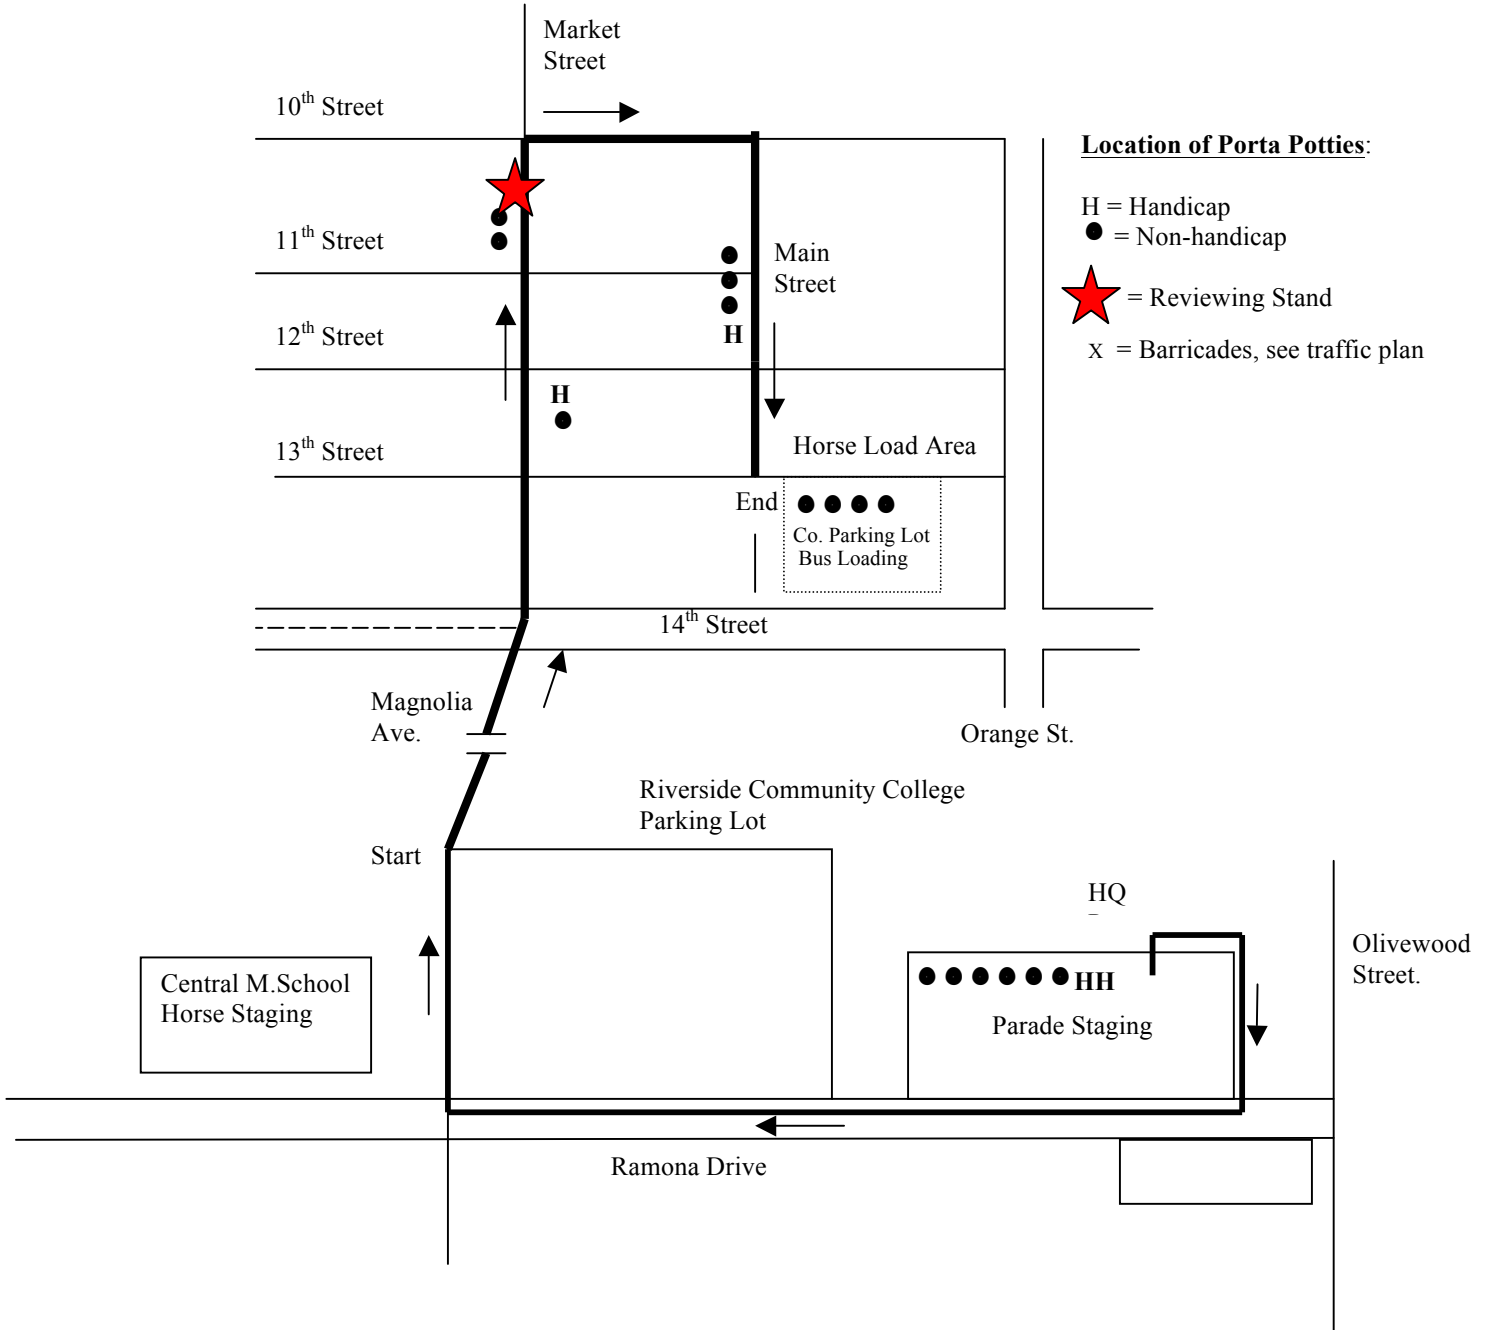 Market
Street
10th Street
Location of Porta Potties:
H = Handicap
= Non-handicap
11th Street
Main
Street
= Reviewing Stand
12th Street
H
X = Barricades, see traffic plan
H
13th Street
Horse Load Area
End
Co. Parking Lot
Bus Loading
14th Street
Magnolia
Ave.
Orange St.
Riverside Community College
Parking Lot
Start
HQ
Olivewood
Street.
Central M.School
Horse Staging
HH
Parade Staging
Ramona Drive